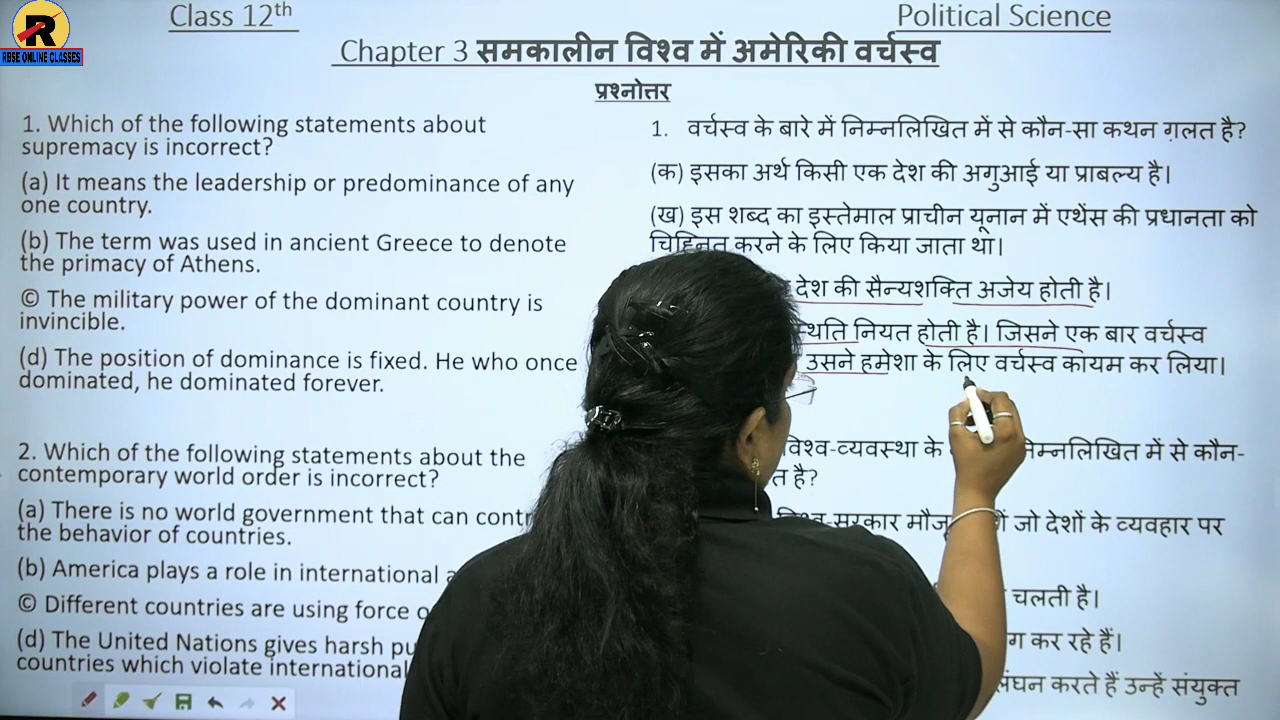 R
RBSE ONLINE CLASSES
Class 12th
Political Science
Chapter 3 समकालीन विश्व में अमेरिकी वर्चस्व
प्रश्नोत्तर
1. Which of the following statements about
supremacy is incorrect?
(a) It means the leadership or predominance of any
one country.
(b) The term was used in ancient Greece to denote
the primacy of Athens.
© The military power of the dominant country is
invincible.
(d) The position of dominance is fixed. He who once
dominated, he dominated forever.
2. Which of the following statements about the
contemporary world order is incorrect?
(a) There is no world government that can
the behavior of countries.
(b) America plays a role in international
© Different countries are using force
(d) The United Nations gives harsh
countries which violate international
1. वर्चस्व के बारे में निम्नलिखित में से कौन-सा कथन ग़लत है?
(क) इसका अर्थ किसी एक देश की अगुआई या प्राबल्य है।
(ख) इस शब्द का इस्तेमाल प्राचीन यूनान में एथेंस की प्रधानता को
चिह्नित करने के लिए किया जाता था।
देश की सैन्यशक्ति अजेय होती है।
नियत होती है। जिसने एक बार वर्चस्व
उसने हमेशा के लिए वर्चस्व कायम कर लिया।
विश्व-व्यवस्था के निम्नलिखित में से कौन-
है?
जो देशों के व्यवहार पर
चलती है।
कर रहे हैं।
करते हैं उन्हें संयुक्त